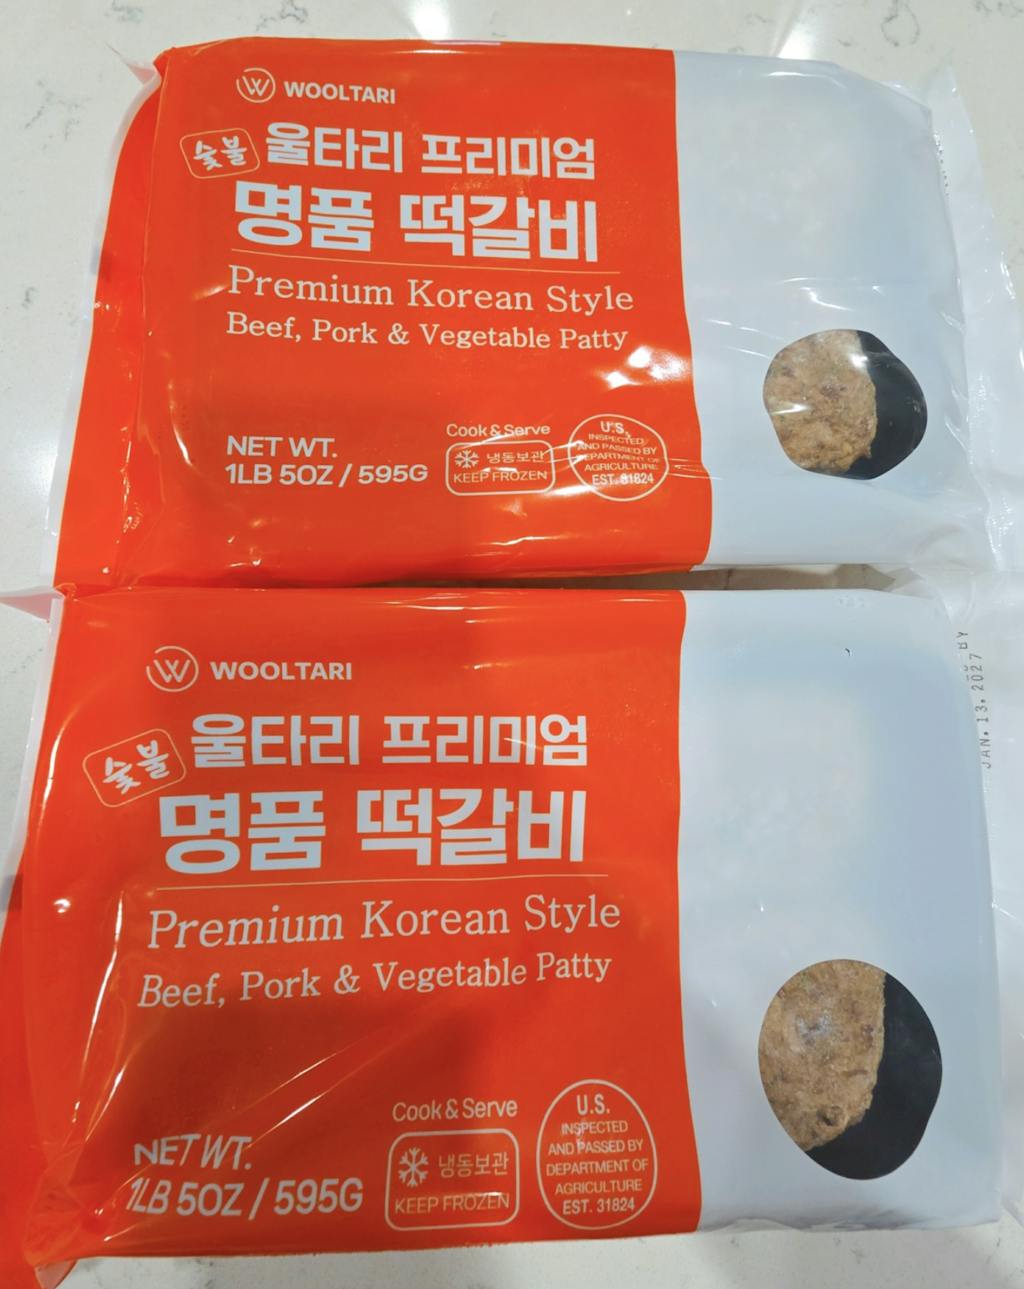 WOOLTARI
숯불 울타리 프리미엄
명품 떡갈비
Premium Korean Style
Beef, Pork & Vegetable Patty
NET WT.
1LB 5OZ / 595G
Cook & Serve
냉동보관
KEEP FROZEN
U.S.
INSPECTED
AND PASSED BY
DEPARTMENT OF
AGRICULTURE
EST. 31824
WOOLTARI
숯불 울타리 프리미엄
명품 떡갈비
Premium Korean Style
Beef, Pork & Vegetable Patty
NET WT.
1LB 5OZ / 595G
Cook & Serve
냉동보관
KEEP FROZEN
U.S.
INSPECTED
AND PASSED BY
DEPARTMENT OF
AGRICULTURE
EST. 31824
BY
JAN. 13. 2027